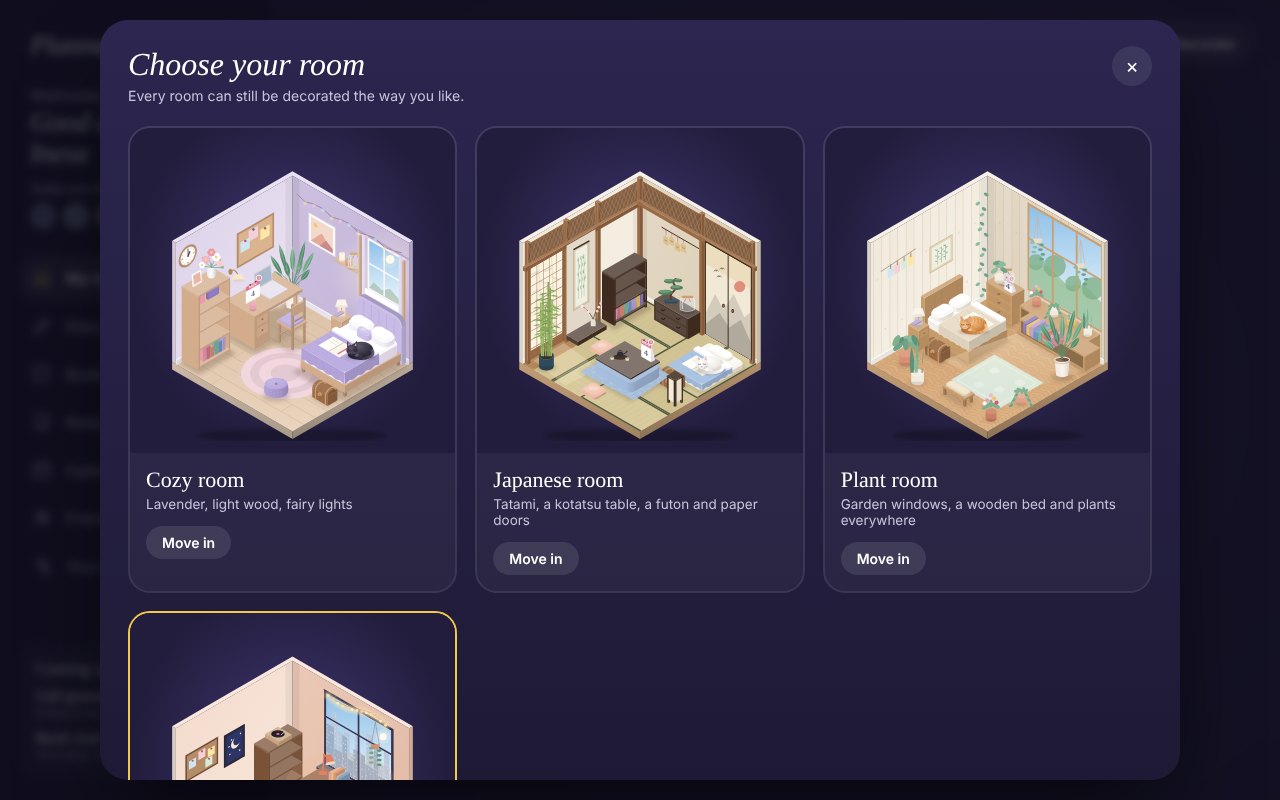 Choose your room
Every room can still be decorated the way you like.
Cozy room
Lavender, light wood, fairy lights
Move in
Japanese room
Tatami, a kotatsu table, a futon and paper
doors
Move in
Plant room
Garden windows, a wooden bed and plants
everywhere
Move in